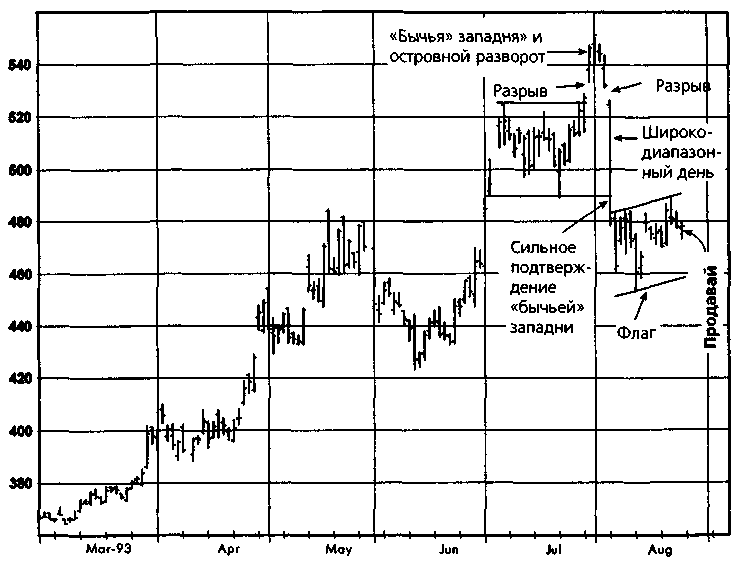 «Бычья» западня» и
островной разворот
540
Разрыв
Разрыв
520
Широко-
диапазон-
ный день
500
480
Сильное
подтверж-
дение
«бычьей»
западни
460
Флаг
Продавай
440
420
400
380
Mar-93 Apr May Jun Jul Aug